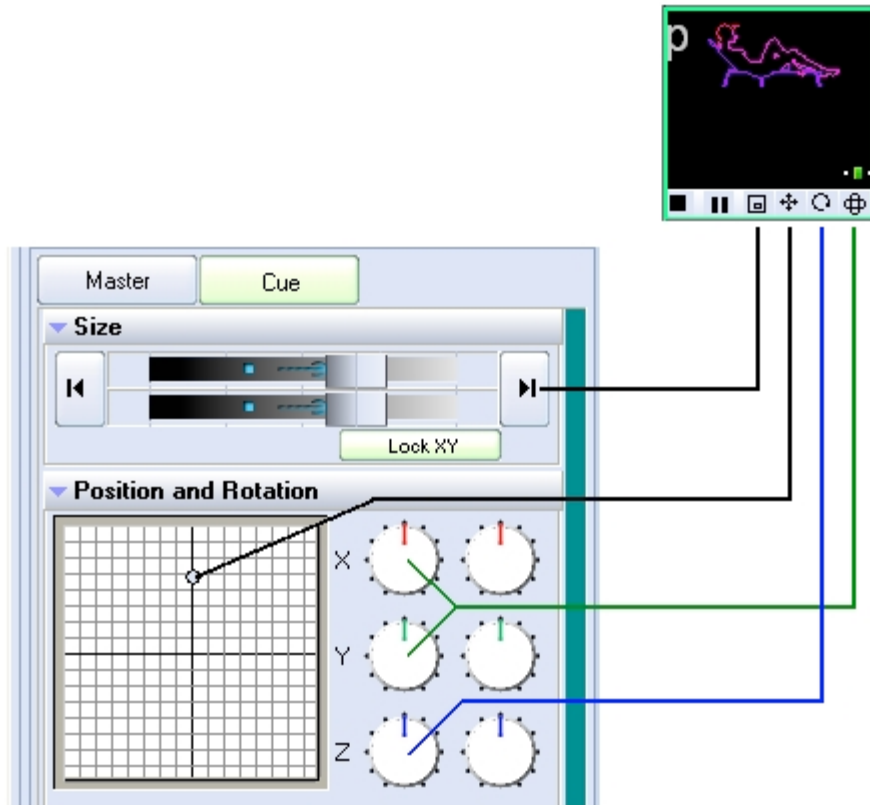 p
Master
Cue
Size
Lock XY
Position and Rotation
X
Y
Z